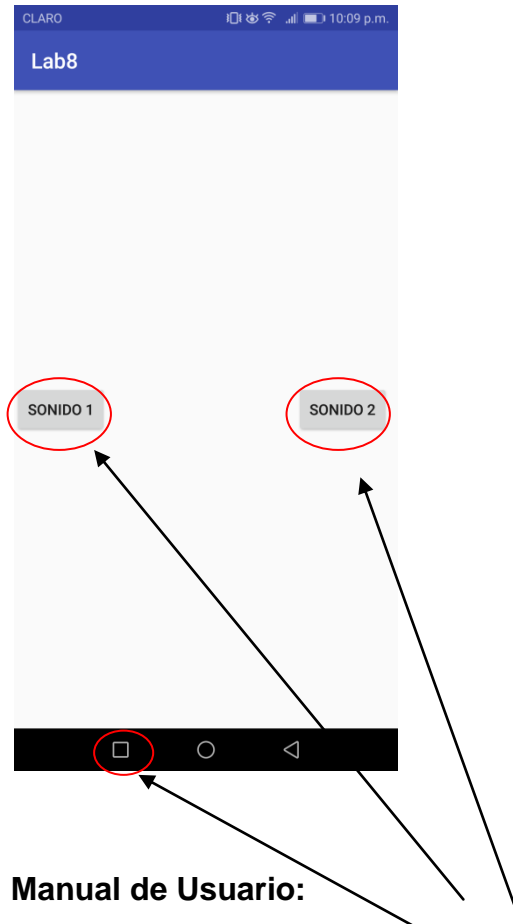 CLARO 10:09 p.m.
Lab8
SONIDO 1 SONIDO 2
Manual de Usuario: